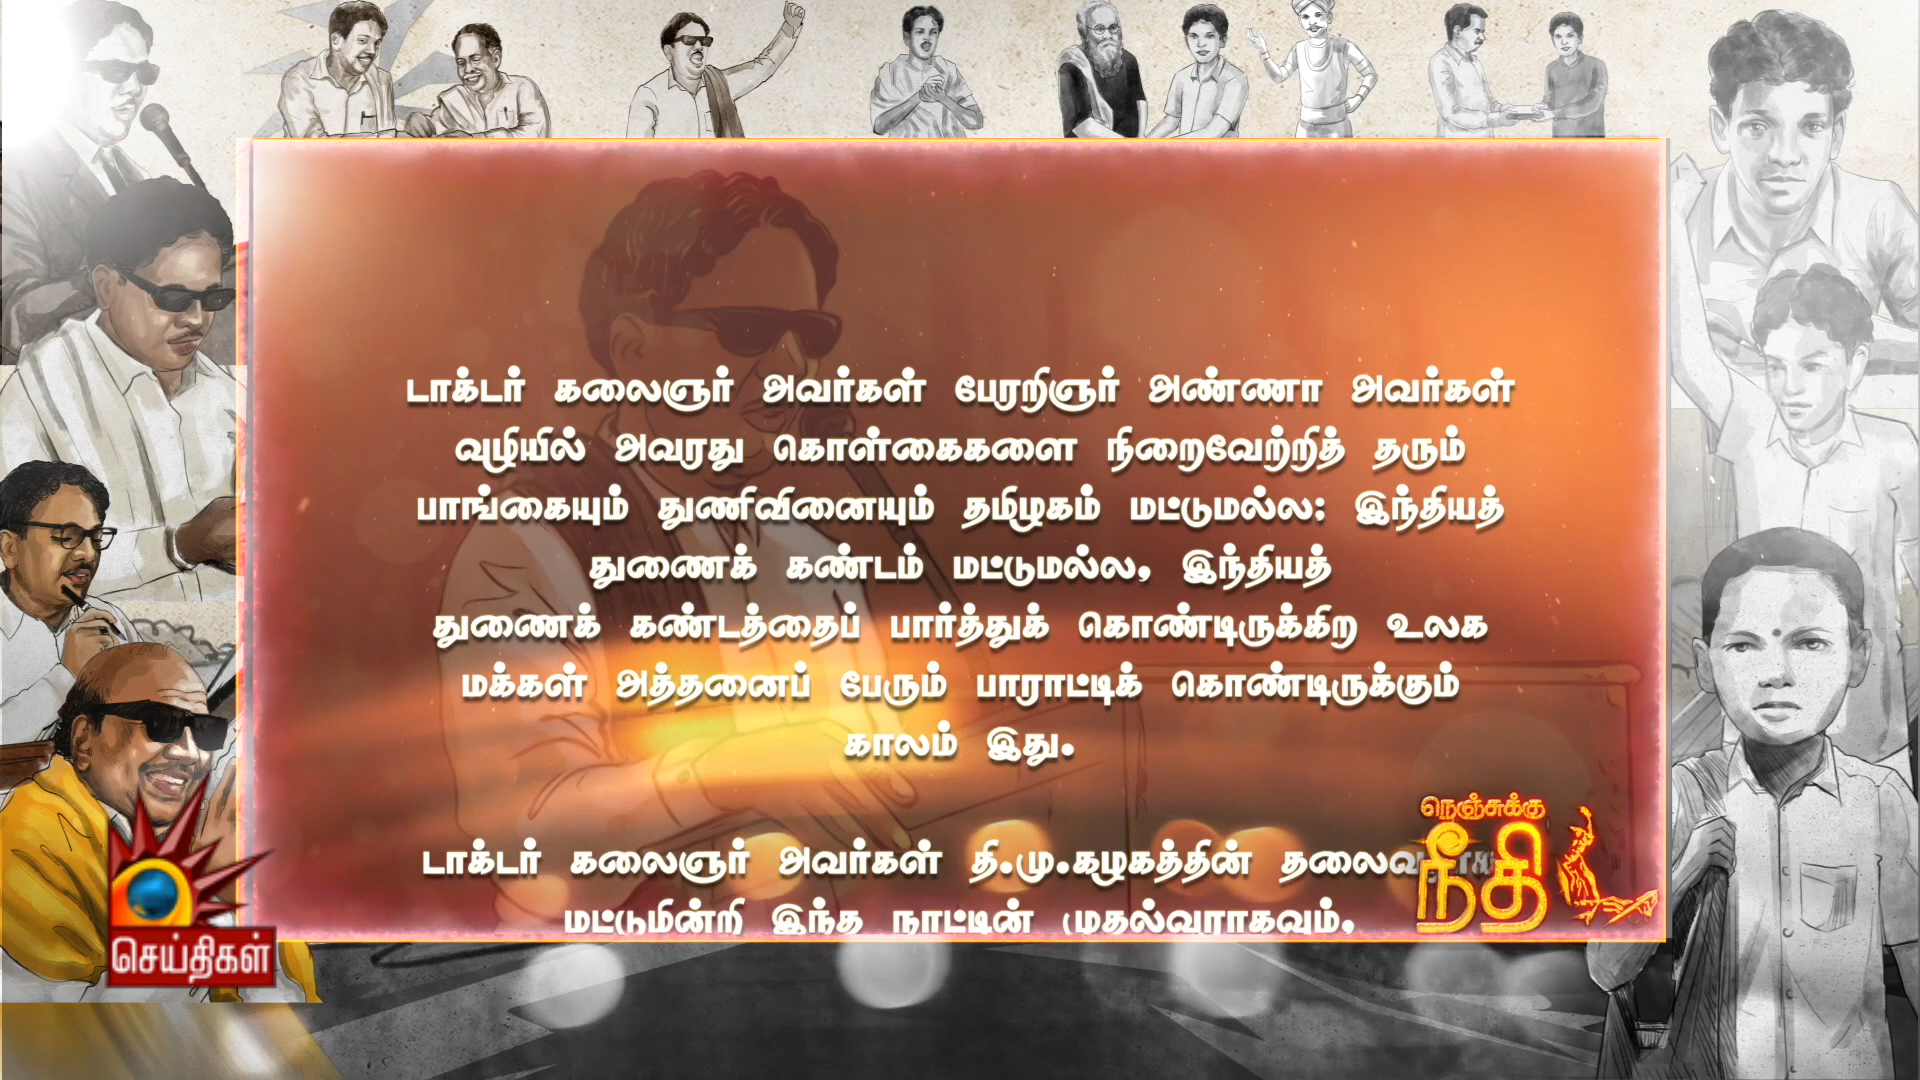 டாக்டர் கலைஞர் அவர்கள் பேரறிஞர் அண்ணா அவர்கள்
வழியில் அவரது கொள்கைகளை நிறைவேற்றித் தரும்
பாங்கையும் துணிவினையும் தமிழகம் மட்டுமல்ல: இந்தியத்
துணைக் கண்டம் மட்டுமல்ல, இந்தியத்
துணைக் கண்டத்தைப் பார்த்துக் கொண்டிருக்கிற உலக
மக்கள் அத்தனைப் பேரும் பாராட்டிக் கொண்டிருக்கும்
காலம் இது.
டாக்டர் கலைஞர் அவர்கள் தி.மு.கழகத்தின்
மட்டுமின்றி இந்த நாட்டின் முதல்வராகவும்,
நெஞ்சுக்கு
நீதி
செய்திகள்